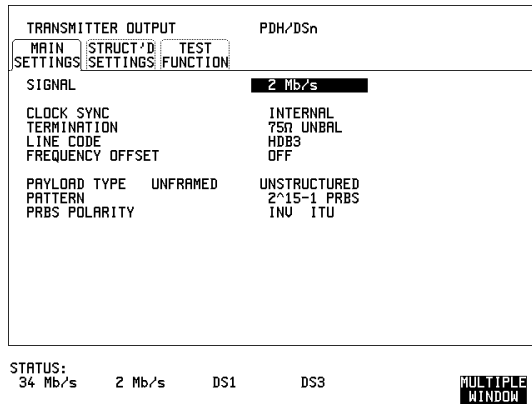 TRANSMITTER OUTPUT PDH/DSn
MAIN SETTINGS STRUCT'D SETTINGS TEST FUNCTION
SIGNAL 2 Mb/s
CLOCK SYNC INTERNAL
TERMINATION 75Ω UNBAL
LINE CODE HDB3
FREQUENCY OFFSET OFF
PAYLOAD TYPE UNFRAMED UNSTRUCTURED
PATTERN 2^15-1 PRBS
PRBS POLARITY INV ITU
STATUS:
34 Mb/s 2 Mb/s DS1 DS3 MULTIPLE WINDOW